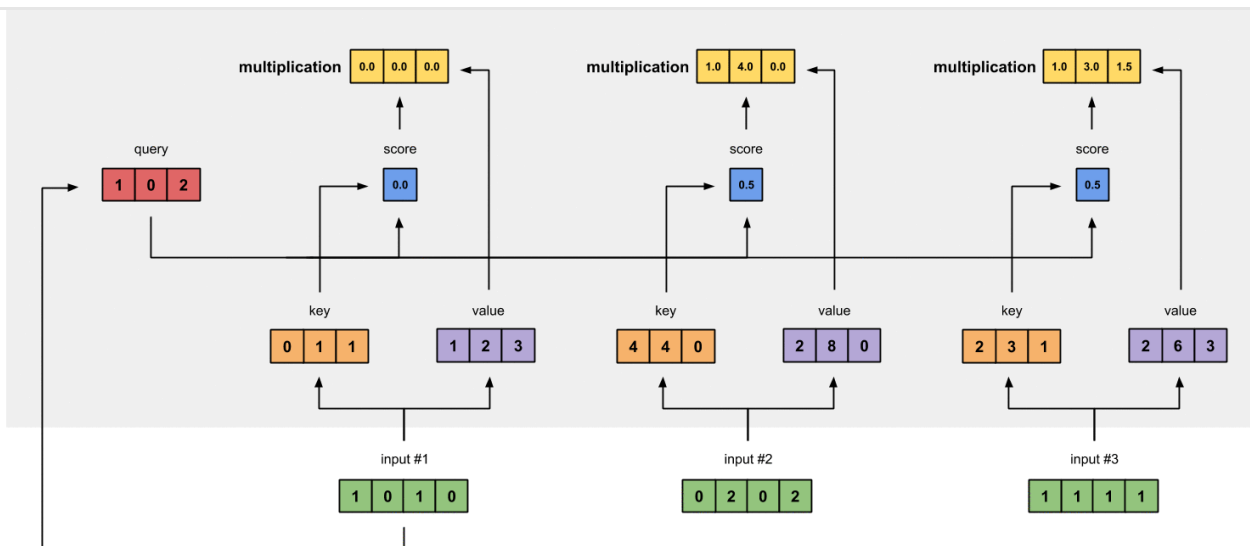 multiplication 0.0 0.0 0.0 multiplication 1.0 4.0 0.0 multiplication 1.0 3.0 1.5
query score score score
1 0 2 0.0 0.5 0.5
key value key value key value
0 1 1 1 2 3 4 4 0 2 8 0 2 3 1 2 6 3
input #1 input #2 input #3
1 0 1 0 0 2 0 2 1 1 1 1